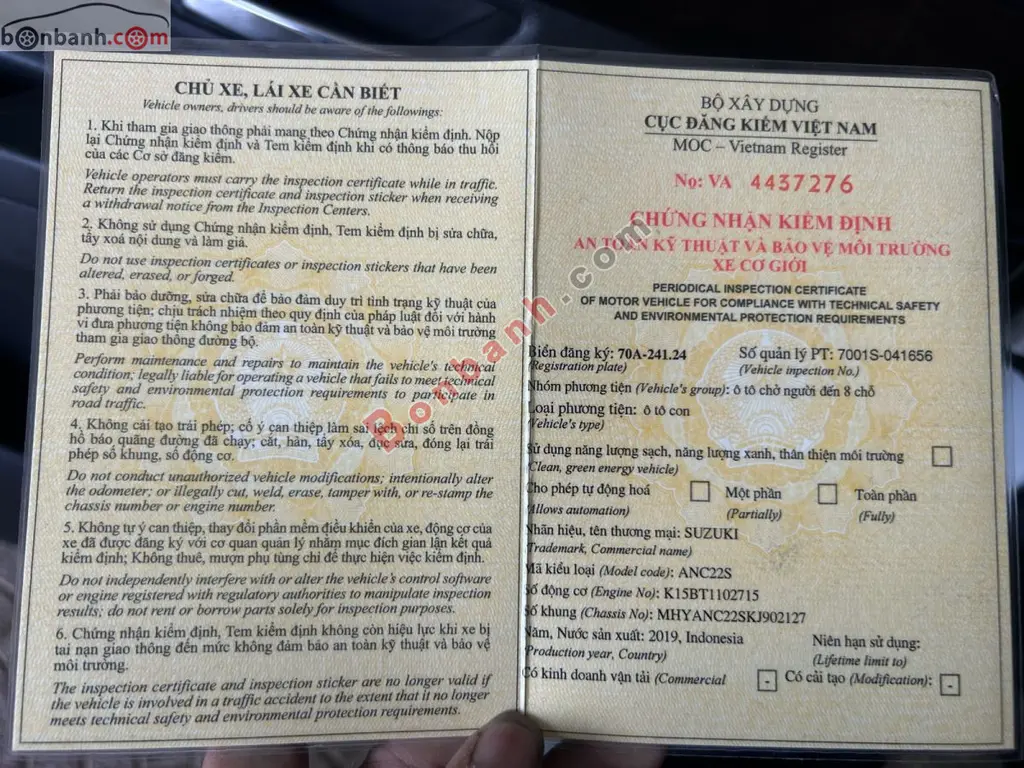 bonbanh.com
CHỦ XE, LÁI XE CẦN BIẾT
Vehicle owners, drivers should be aware of the followings:
1. Khi tham gia giao thông phải mang theo Chứng nhận kiểm định. Nộp
lại Chứng nhận kiểm định và Tem kiểm định khi có thông báo thu hồi
của các Cơ sở đăng kiểm.
Vehicle operators must carry the inspection certificate while in traffic.
Return the inspection certificate and inspection sticker when receiving
a withdrawal notice from the Inspection Centers.
2. Không sử dụng Chứng nhận kiểm định, Tem kiểm định bị sửa chữa,
tẩy xoá nội dung và làm giả.
Do not use inspection certificates or inspection stickers that have been
altered, erased, or forged.
3. Phải bảo dưỡng, sửa chữa để bảo đảm duy trì tình trạng kỹ thuật của
phương tiện; chịu trách nhiệm theo quy định của pháp luật đối với hành
vi đưa phương tiện không bảo đảm an toàn kỹ thuật và bảo vệ môi trường
tham gia giao thông đường bộ.
Perform maintenance and repairs to maintain the vehicle's technical
condition; legally liable for operating a vehicle that fails to meet technical
safety and environmental protection requirements to participate in
road traffic.
4. Không cải tạo trái phép; cố ý can thiệp làm sai lệch chỉ số trên đồng
hồ báo quãng đường đã chạy; cắt, hàn, tẩy xóa, đục sửa, đóng lại trái
phép số khung, số động cơ.
Do not conduct unauthorized vehicle modifications; intentionally alter
the odometer; or illegally cut, weld, erase, tamper with, or re-stamp the
chassis number or engine number.
5. Không tự ý can thiệp, thay đổi phần mềm điều khiển của xe, động cơ của
xe đã được đăng ký với cơ quan quản lý nhằm mục đích gian lận kết quả
kiểm định; Không thuê, mượn phụ tùng chỉ để thực hiện việc kiểm định.
Do not independently interfere with or alter the vehicle's control software
or engine registered with regulatory authorities to manipulate inspection
results; do not rent or borrow parts solely for inspection purposes.
6. Chứng nhận kiểm định, Tem kiểm định không còn hiệu lực khi xe bị
tai nạn giao thông đến mức không đảm bảo an toàn kỹ thuật và bảo vệ
môi trường.
The inspection certificate and inspection sticker are no longer valid if
the vehicle is involved in a traffic accident to the extent that it no longer
meets technical safety and environmental protection requirements.
BỘ XÂY DỰNG
CỤC ĐĂNG KIỂM VIỆT NAM
MOC – Vietnam Register
No: VA 4437276
CHỨNG NHẬN KIỂM ĐỊNH
AN TOÀN KỸ THUẬT VÀ BẢO VỆ MÔI TRƯỜNG
XE CƠ GIỚI
PERIODICAL INSPECTION CERTIFICATE
OF MOTOR VEHICLE FOR COMPLIANCE WITH TECHNICAL SAFETY
AND ENVIRONMENTAL PROTECTION REQUIREMENTS
Biển đăng ký: 70A-241.24 Số quản lý PT: 7001S-041656
(Registration plate) (Vehicle inspection No.)
Nhóm phương tiện (Vehicle's group): ô tô chở người đến 8 chỗ
Loại phương tiện: ô tô con
(Vehicle's type)
Sử dụng năng lượng sạch, năng lượng xanh, thân thiện môi trường
(Clean, green energy vehicle)
Cho phép tự động hoá Một phần Toàn phần
(Allows automation) (Partially) (Fully)
Nhãn hiệu, tên thương mại: SUZUKI
(Trademark, Commercial name)
Mã kiểu loại (Model code): ANC22S
Số động cơ (Engine No): K15BT1102715
Số khung (Chassis No): MHYANC22SKJ902127
Năm, Nước sản xuất: 2019, Indonesia Niên hạn sử dụng:
(Production year, Country) (Lifetime limit to)
Có kinh doanh vận tải (Commercial - Có cải tạo (Modification): -
Bonbanh.com